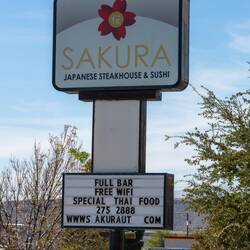 SAKURA
JAPANESE STEAKHOUSE & SUSHI
FULL BAR
FREE WIFI
SPECIAL THAI FOOD
275 2888
WWWS AKURAUT COM